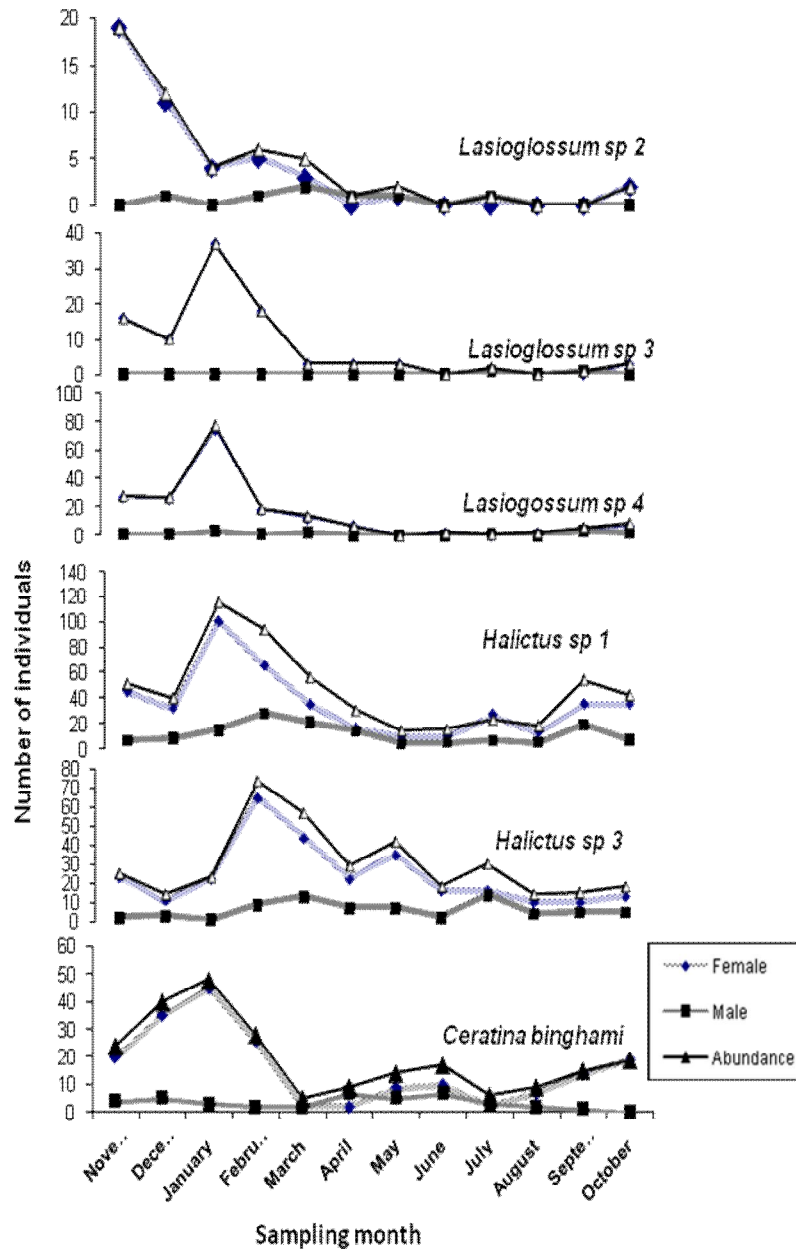 20
15
10
5
0
Lasioglossum sp 2
40
30
20
10
0
Lasioglossum sp 3
100
80
60
40
20
0
Lasiogossum sp 4
Number of individuals
140
120
100
80
60
40
20
0
Halictus sp 1
80
70
60
50
40
30
20
10
0
Halictus sp 3
60
50
40
30
20
10
0
Ceratina binghami
Female
Male
Abundance
Nove..
Dece..
January
Febru..
March
April
May
June
July
August
Septe..
October
Sampling month